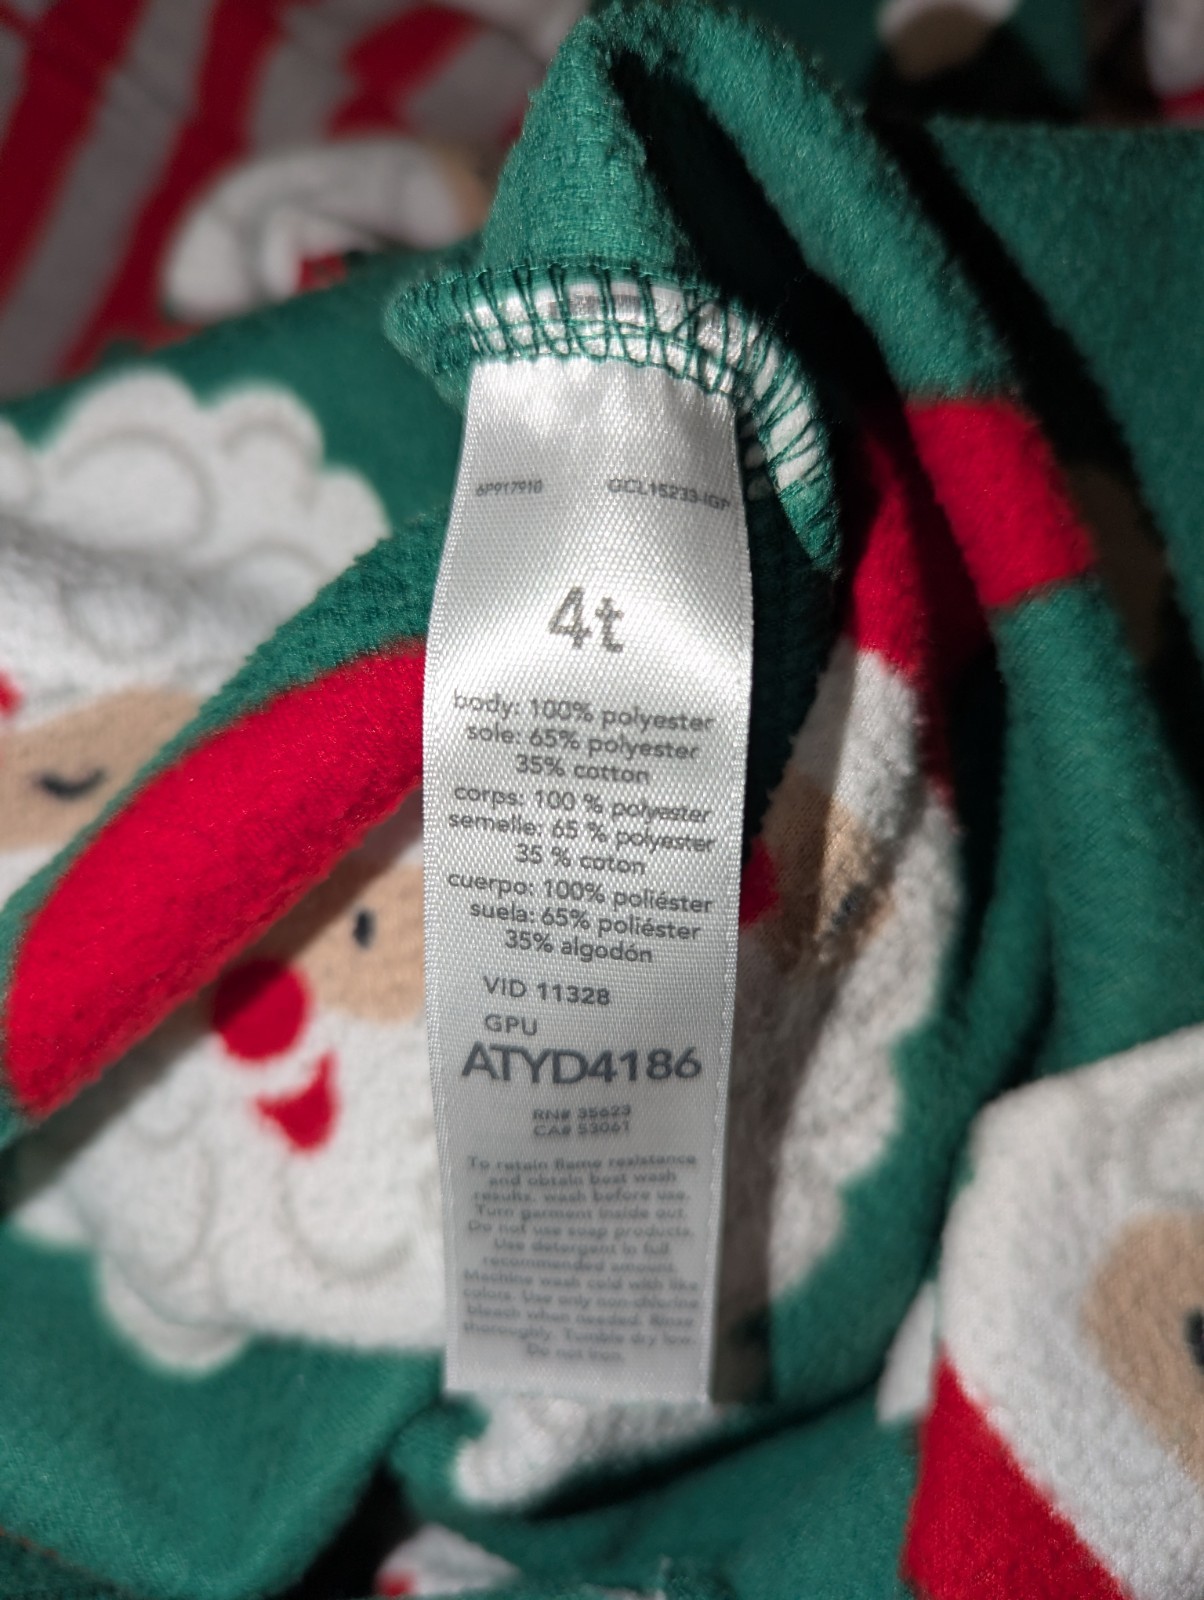 6P917910 GCL15233-IGP
4t
body: 100% polyester
sole: 65% polyester
35% cotton
corps: 100 % polyester
semelle: 65 % polyester
35 % coton
cuerpo: 100% poliéster
suela: 65% poliéster
35% algodón
VID 11328
GPU
ATYD4186
RN# 35623
CA# 53061
To retain flame resistance
and obtain best wash
results, wash before use.
Turn garment inside out.
Do not use soap products.
Use detergent in full
recommended amount.
Machine wash cold with like
colors. Use only non-chlorine
bleach when needed. Rinse
thoroughly. Tumble dry low.
Do not iron.